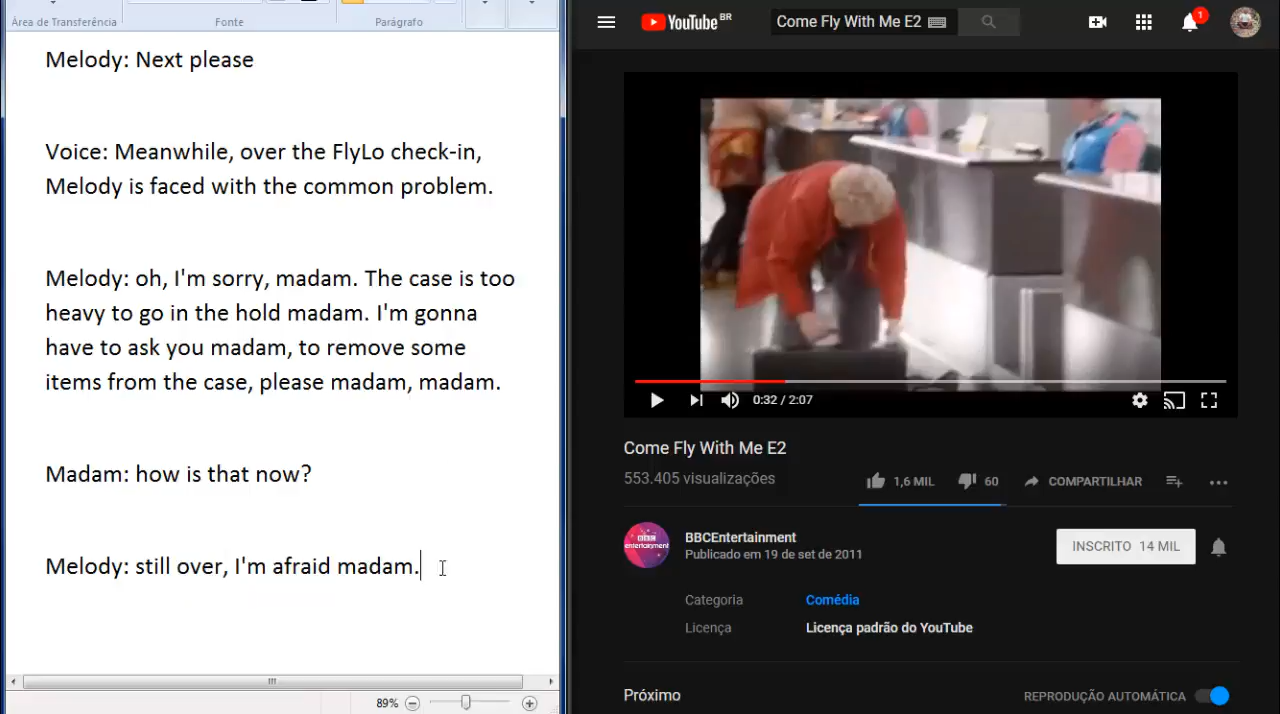 Área de Transferência
Fonte
Parágrafo
Melody: Next please
Voice: Meanwhile, over the FlyLo check-in,
Melody is faced with the common problem.
Melody: oh, I'm sorry, madam. The case is too
heavy to go in the hold madam. I'm gonna
have to ask you madam, to remove some
items from the case, please madam, madam.
Madam: how is that now?
Melody: still over, I'm afraid madam.
89%
YouTube BR
Come Fly With Me E2
1
0:32 / 2:07
Come Fly With Me E2
553.405 visualizações
1,6 MIL
60
COMPARTILHAR
BBC
entertainment
BBCEntertainment
Publicado em 19 de set de 2011
INSCRITO 14 MIL
Categoria
Comédia
Licença
Licença padrão do YouTube
Próximo
REPRODUÇÃO AUTOMÁTICA